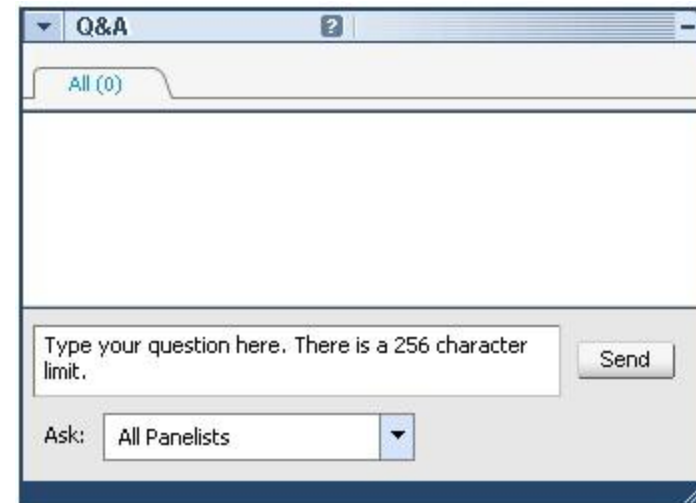 Q&A ?
All (0)
Type your question here. There is a 256 character
limit.
Send
Ask: All Panelists